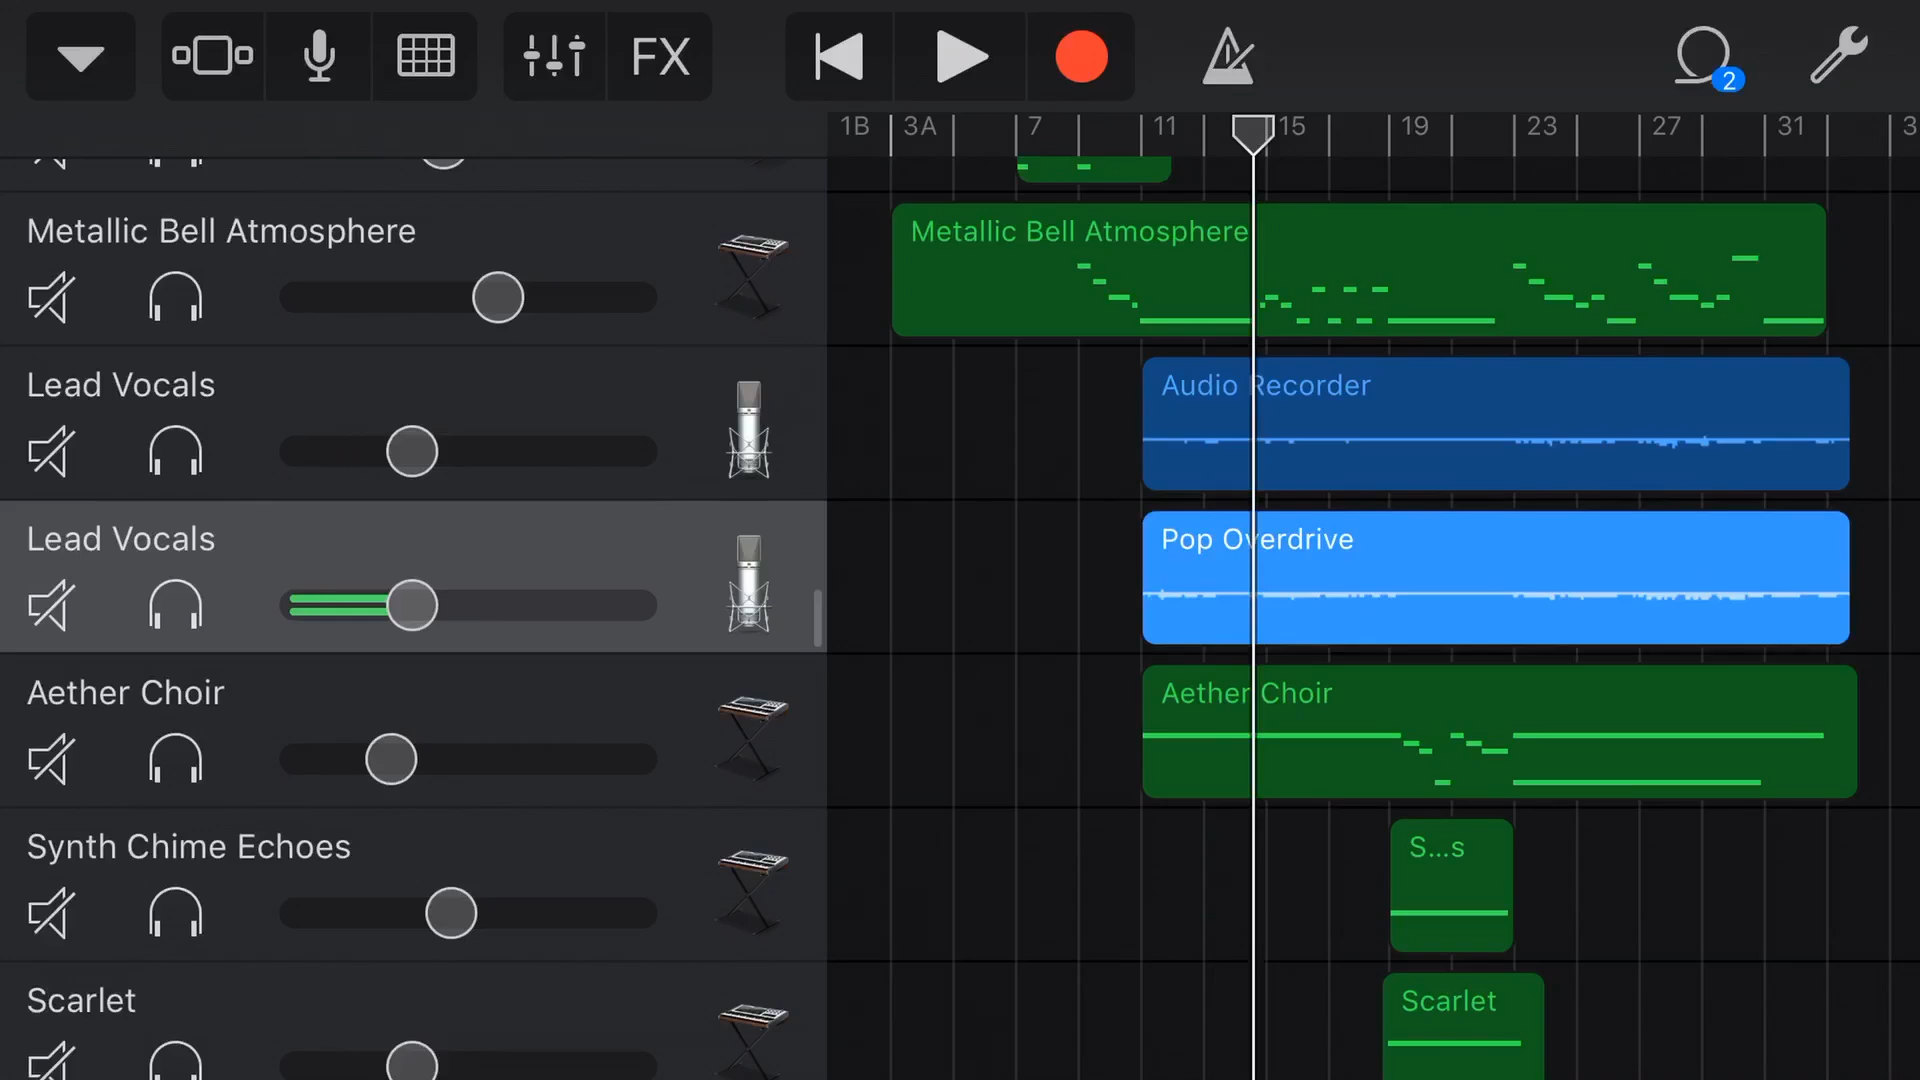 FX
2
1B 3A 7 11 15 19 23 27 31 3
Metallic Bell Atmosphere
Metallic Bell Atmosphere
Lead Vocals
Audio Recorder
Lead Vocals
Pop Overdrive
Aether Choir
Aether Choir
Synth Chime Echoes
S...s
Scarlet
Scarlet